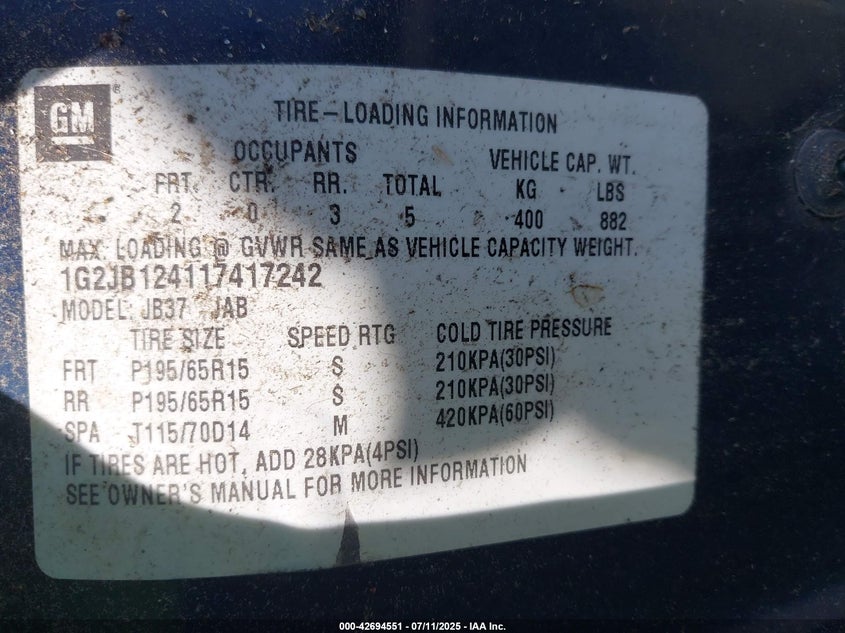 GM®
TIRE-LOADING INFORMATION
OCCUPANTS VEHICLE CAP. WT.
FRT. CTR. RR. TOTAL KG LBS
2 0 3 5 400 882
MAX. LOADING @ GVWR SAME AS VEHICLE CAPACITY WEIGHT.
1G2JB124117417242
MODEL: JB37 JAB
TIRE SIZE SPEED RTG COLD TIRE PRESSURE
FRT P195/65R15 S 210KPA(30PSI)
RR P195/65R15 S 210KPA(30PSI)
SPA T115/70D14 M 420KPA(60PSI)
IF TIRES ARE HOT, ADD 28KPA(4PSI)
SEE OWNER'S MANUAL FOR MORE INFORMATION
000-42694551 - 07/11/2025 - IAA Inc.